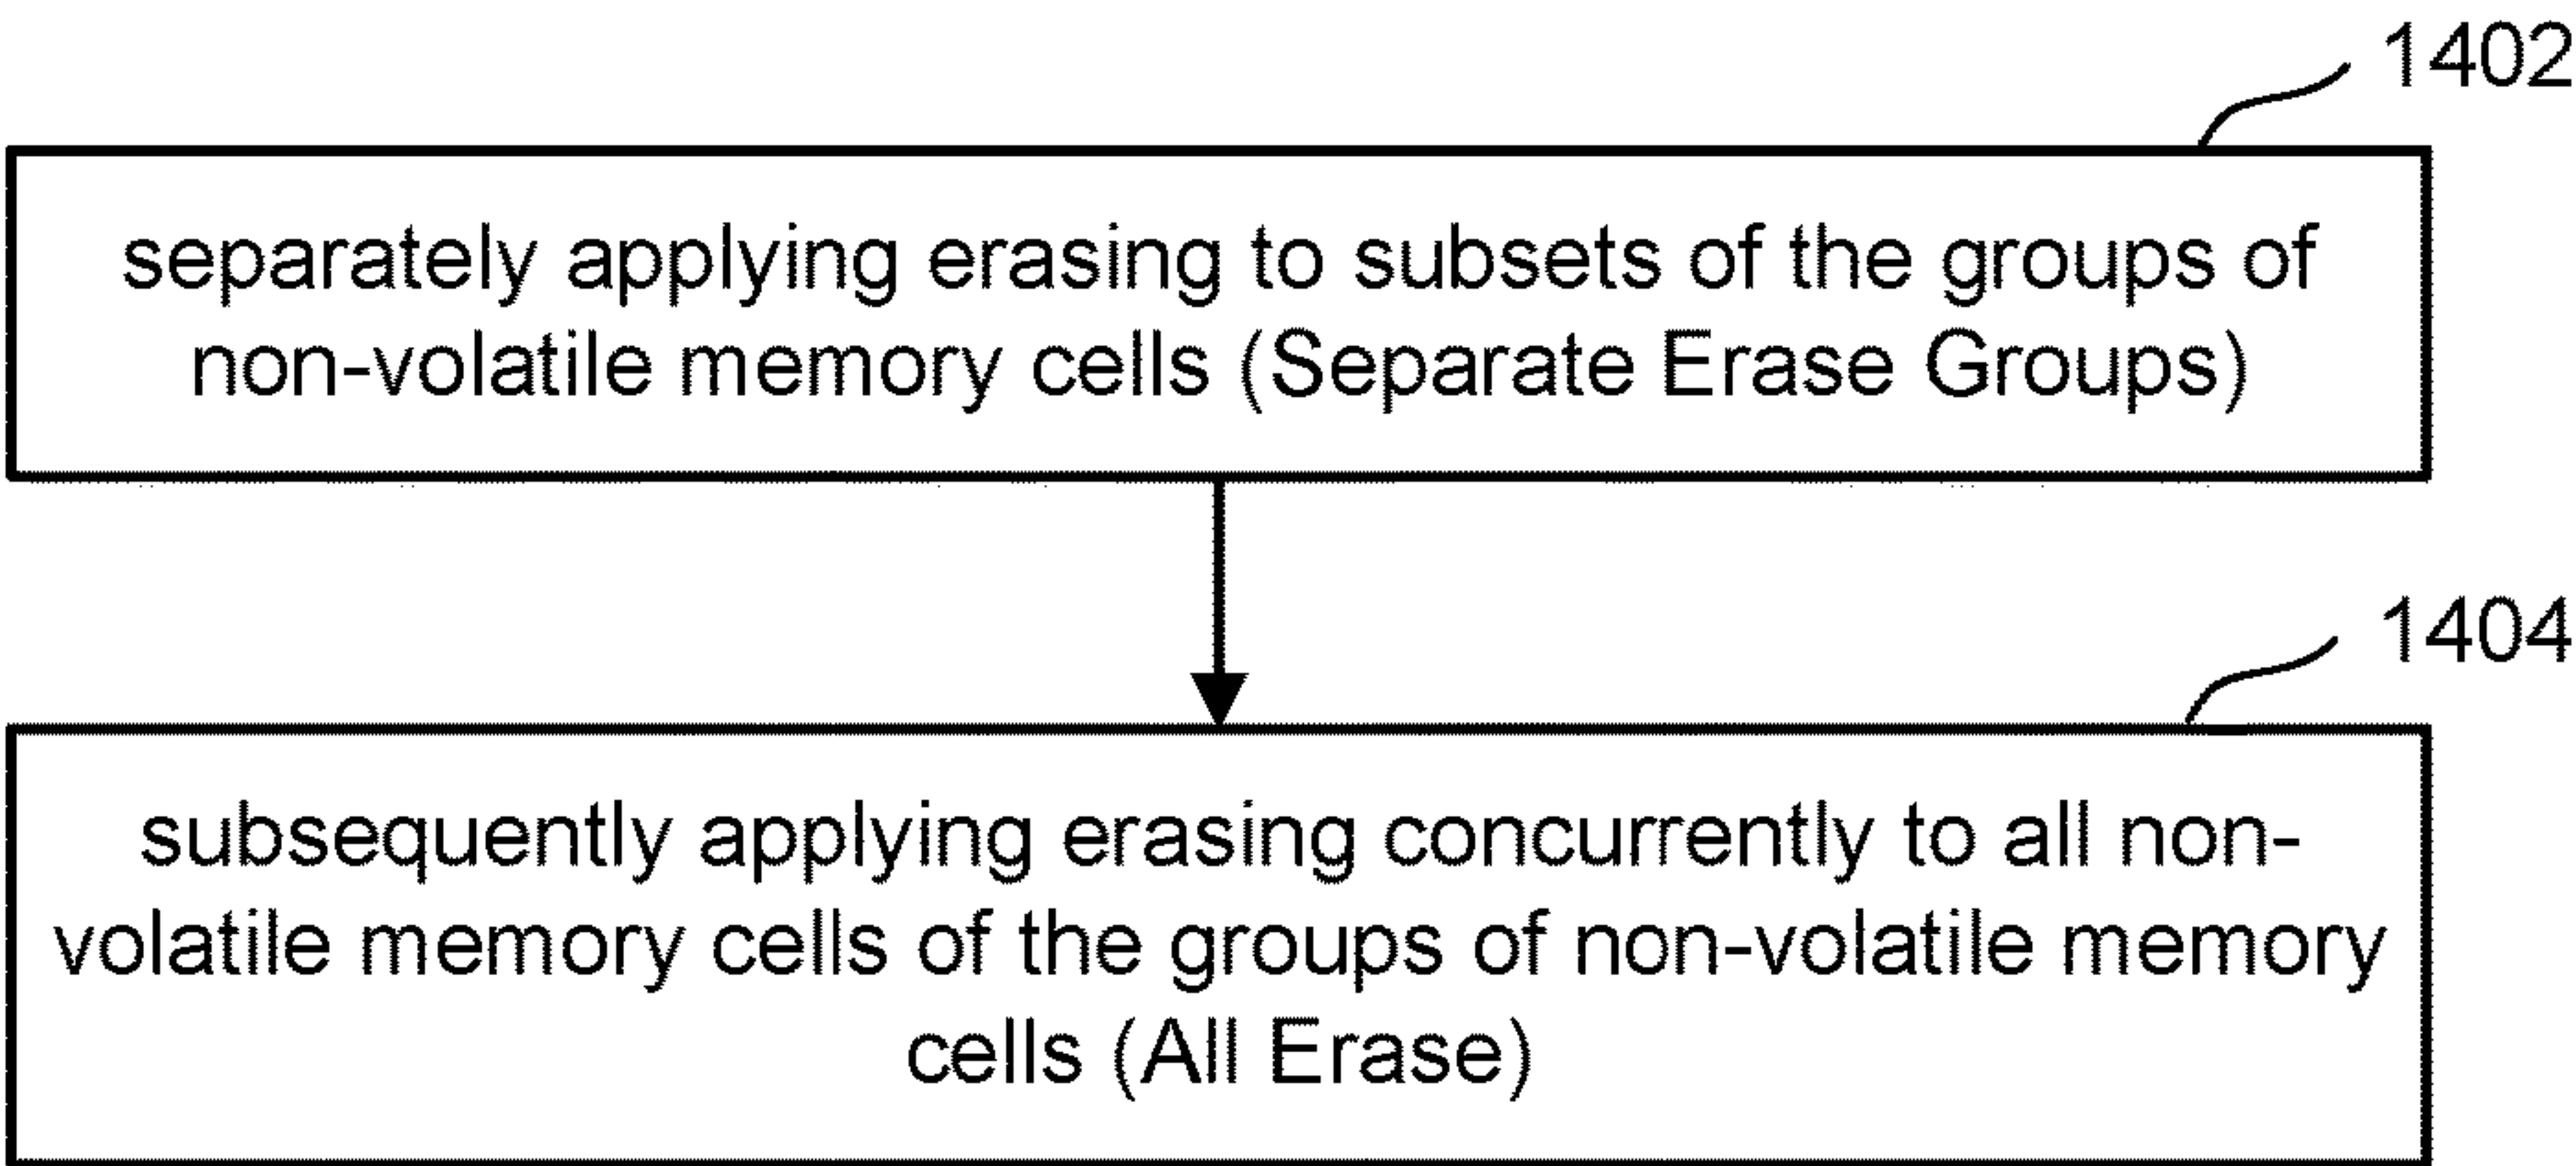 1402
separately applying erasing to subsets of the groups of
non-volatile memory cells (Separate Erase Groups)
1404
subsequently applying erasing concurrently to all non-
volatile memory cells of the groups of non-volatile memory
cells (All Erase)